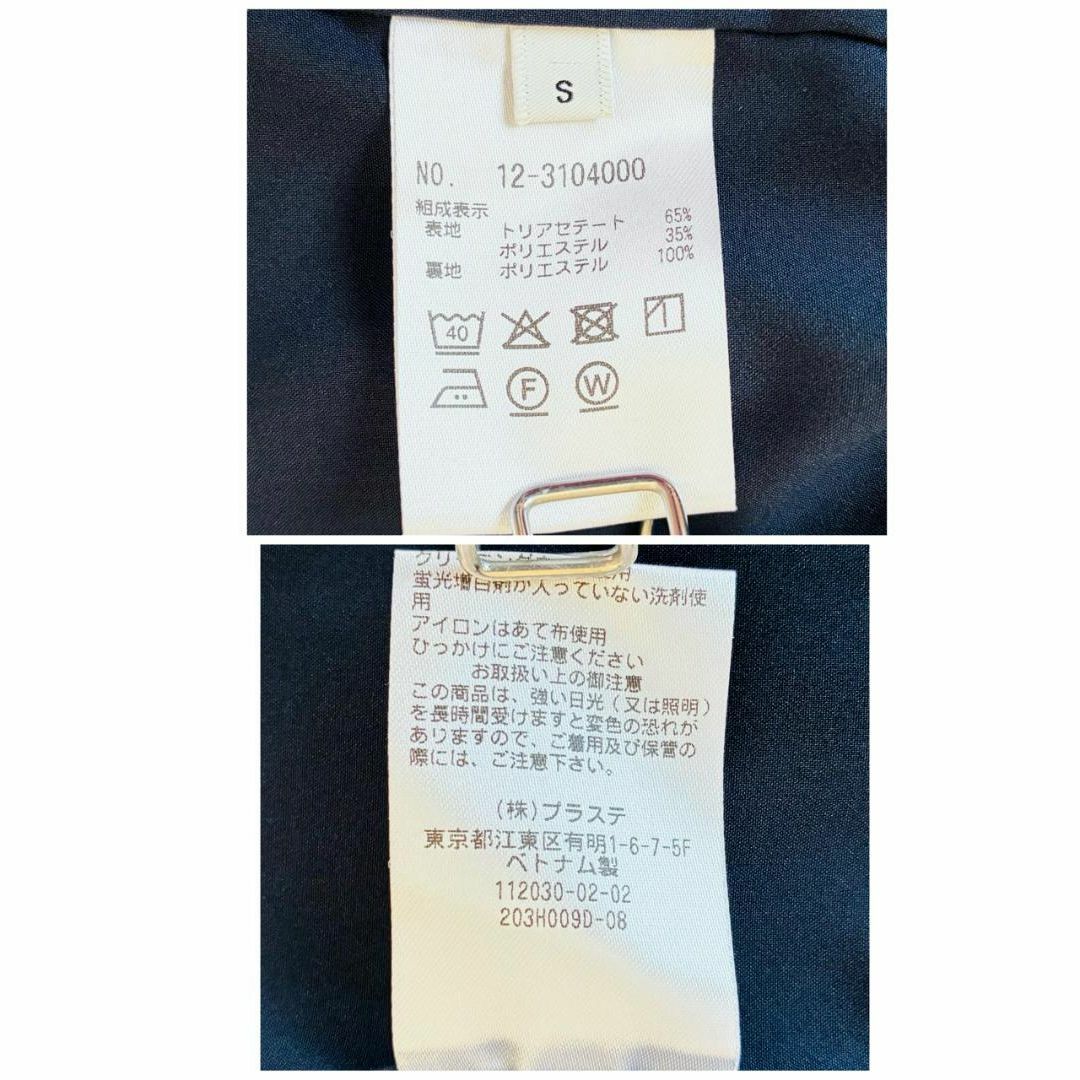 S
NO. 12-3104000
組成表示
表地 トリアセテート 65%
ポリエステル 35%
裏地 ポリエステル 100%
40
F W
蛍光増白剤が入っていない洗剤使
用
アイロンはあて布使用
ひっかけにご注意ください
お取扱い上の御注意
この商品は、強い日光(又は照明)
を長時間受けますと変色の恐れが
ありますので、ご着用及び保管の
際には、ご注意下さい。
(株)プラステ
東京都江東区有明1-6-7-5F
ベトナム製
112030-02-02
203H009D-08